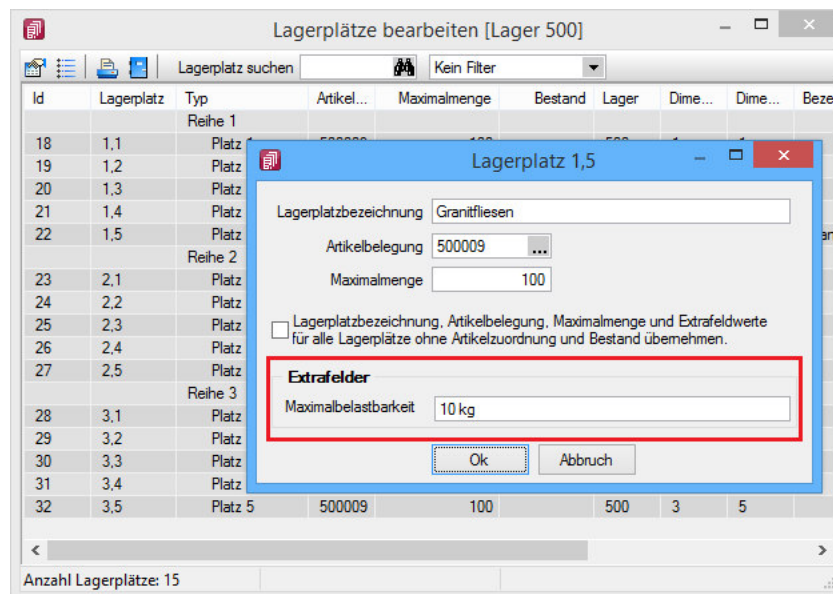 Lagerplätze bearbeiten [Lager 500]
Lagerplatz suchen Kein Filter
Id Lagerplatz Typ Artikel... Maximalmenge Bestand Lager Dime... Dime... Beze
Reihe 1
18 1,1 Platz
19 1,2 Platz
20 1,3 Platz
21 1,4 Platz
22 1,5 Platz
Reihe 2
23 2,1 Platz
24 2,2 Platz
25 2,3 Platz
26 2,4 Platz
27 2,5 Platz
Reihe 3
28 3,1 Platz
29 3,2 Platz
30 3,3 Platz
31 3,4 Platz
32 3,5 Platz 5 500009 100 500 3 5
Anzahl Lagerplätze: 15
Lagerplatz 1,5
Lagerplatzbezeichnung Granitfliesen
Artikelbelegung 500009 ...
Maximalmenge 100
Lagerplatzbezeichnung, Artikelbelegung, Maximalmenge und Extrafeldwerte
für alle Lagerplätze ohne Artikelzuordnung und Bestand übernehmen.
Extrafelder
Maximalbelastbarkeit 10 kg
Ok Abbruch